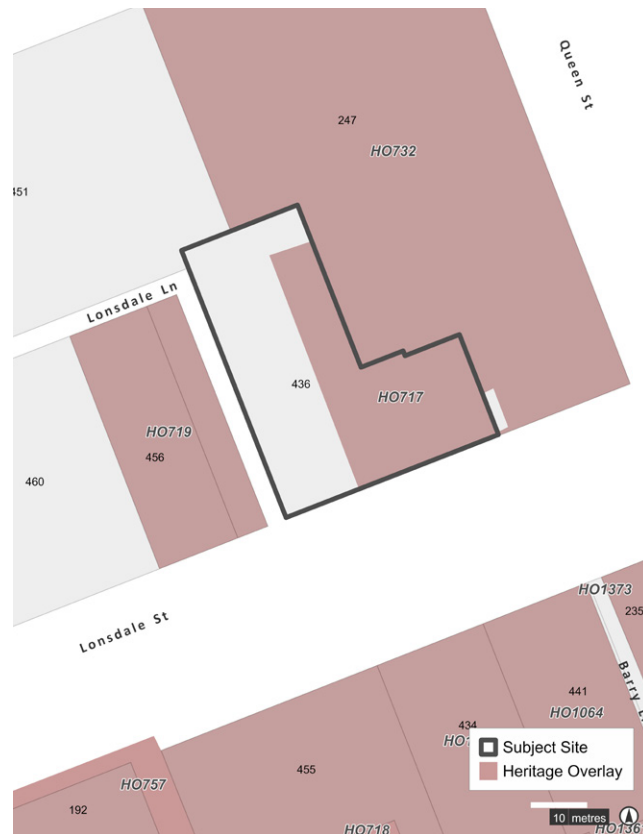 Queen St
247
HO732
451
Lonsdale Ln
436
HO717
HO719
456
460
Lonsdale St
HO1373
235
441
HO1064
434
Barry
455
HO757
192
HO718
Subject Site
Heritage Overlay
10 metres